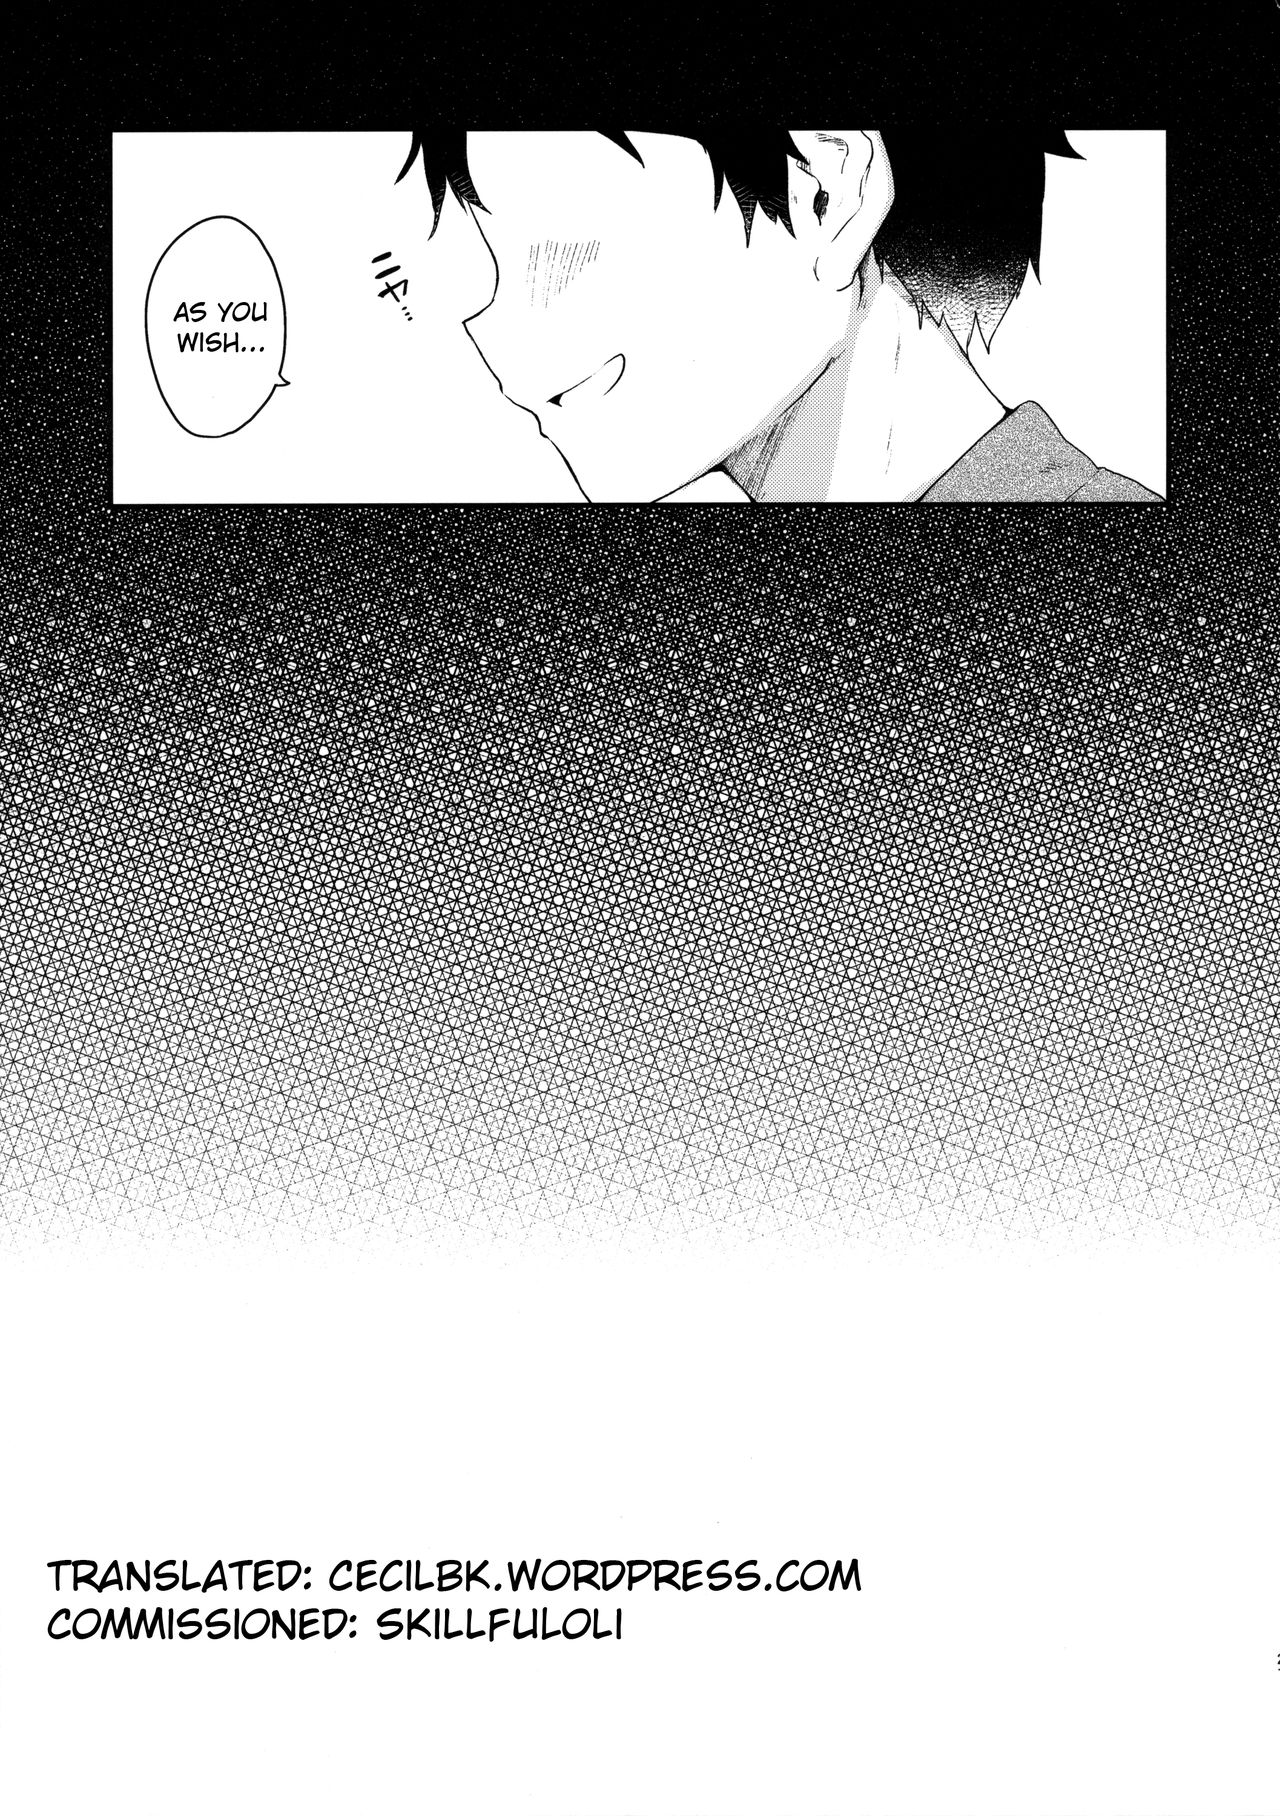 AS YOU
WISH...
ニヤ…
TRANSLATED: CECILBK.WORDPRESS.COM
COMMISSIONED: SKILLFULOLI